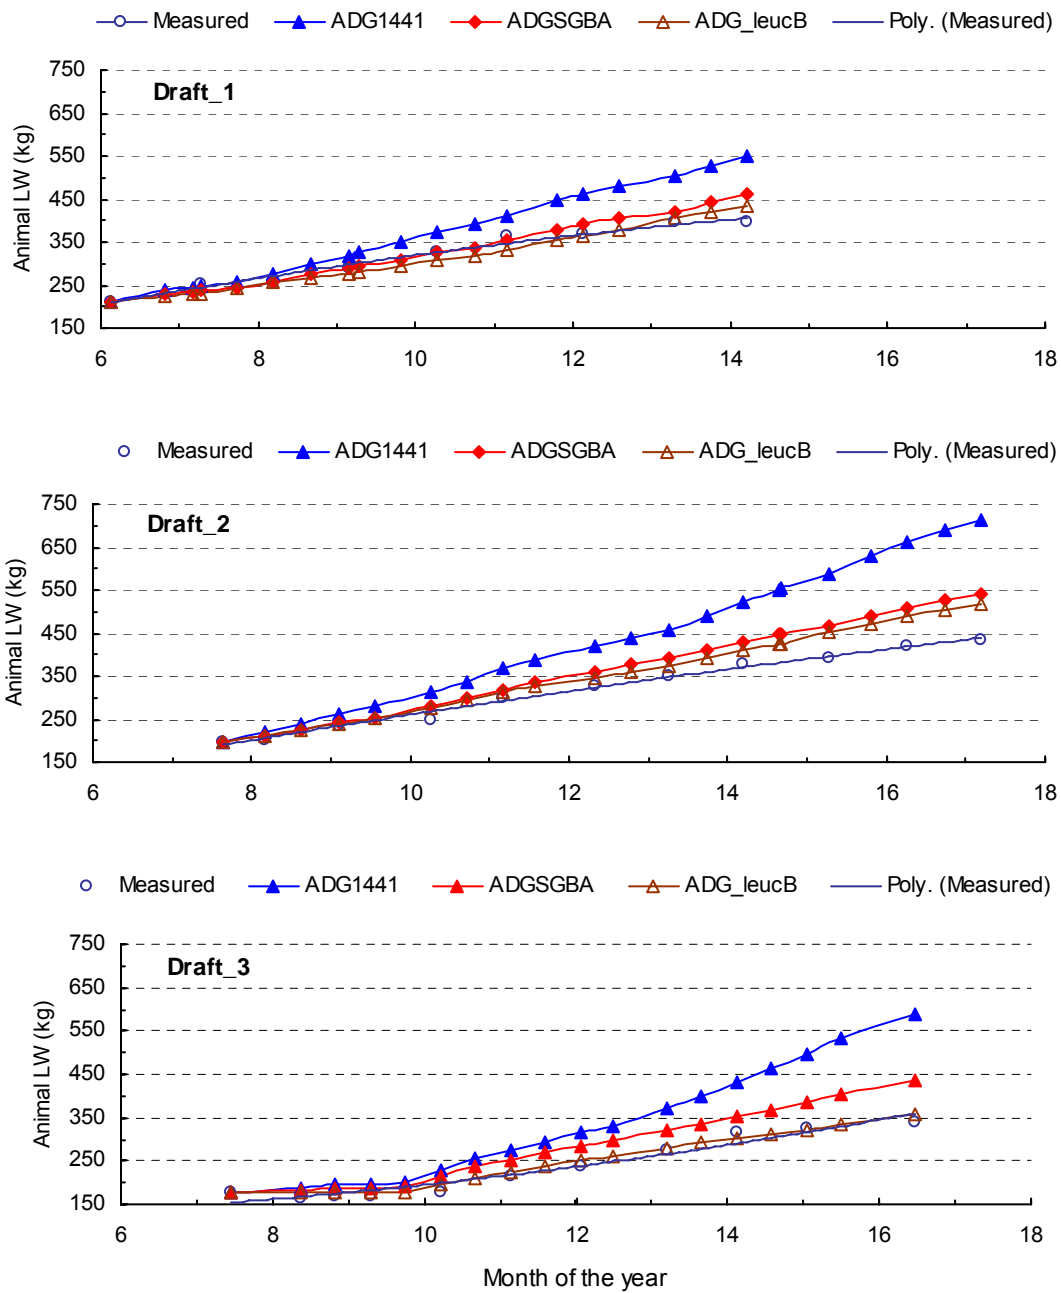 Measured ADG1441 ADGSGBA ADG_leucB Poly. (Measured)
750
Draft_1
650
550
450
350
250
150
Animal LW (kg)
6 8 10 12 14 16 18
Measured ADG1441 ADGSGBA ADG_leucB Poly. (Measured)
750
Draft_2
650
550
450
350
250
150
Animal LW (kg)
6 8 10 12 14 16 18
Measured ADG1441 ADGSGBA ADG_leucB Poly. (Measured)
750
Draft_3
650
550
450
350
250
150
Animal LW (kg)
6 8 10 12 14 16 18
Month of the year